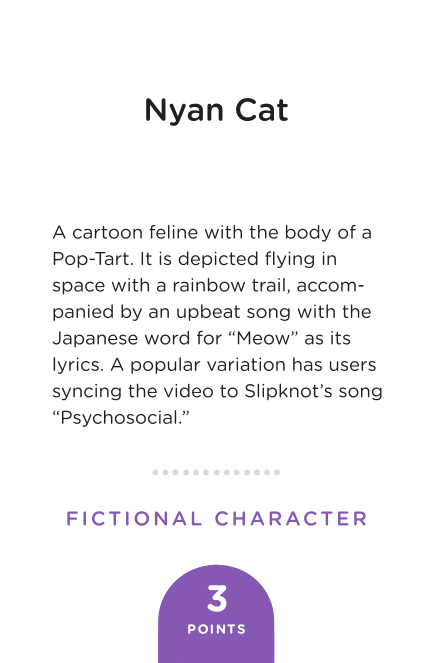 Nyan Cat
A cartoon feline with the body of a
Pop-Tart. It is depicted flying in
space with a rainbow trail, accom-
panied by an upbeat song with the
Japanese word for “Meow” as its
lyrics. A popular variation has users
syncing the video to Slipknot’s song
“Psychosocial.”
FICTIONAL CHARACTER
3
POINTS